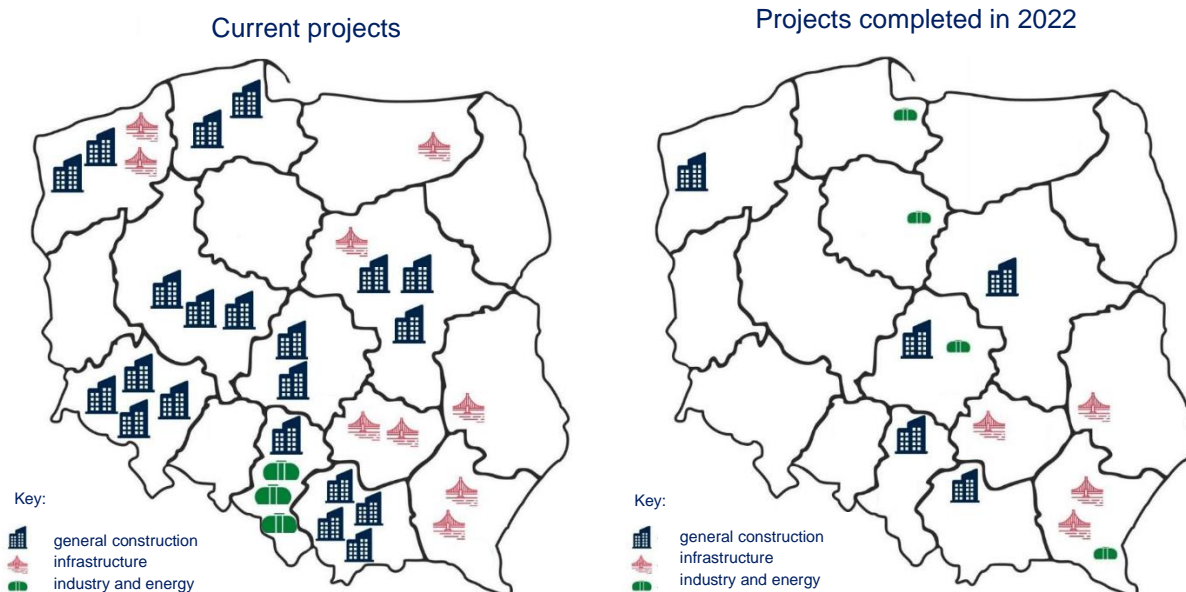 Current projects
Projects completed in 2022
Key:
general construction
infrastructure
industry and energy
Key:
general construction
infrastructure
industry and energy